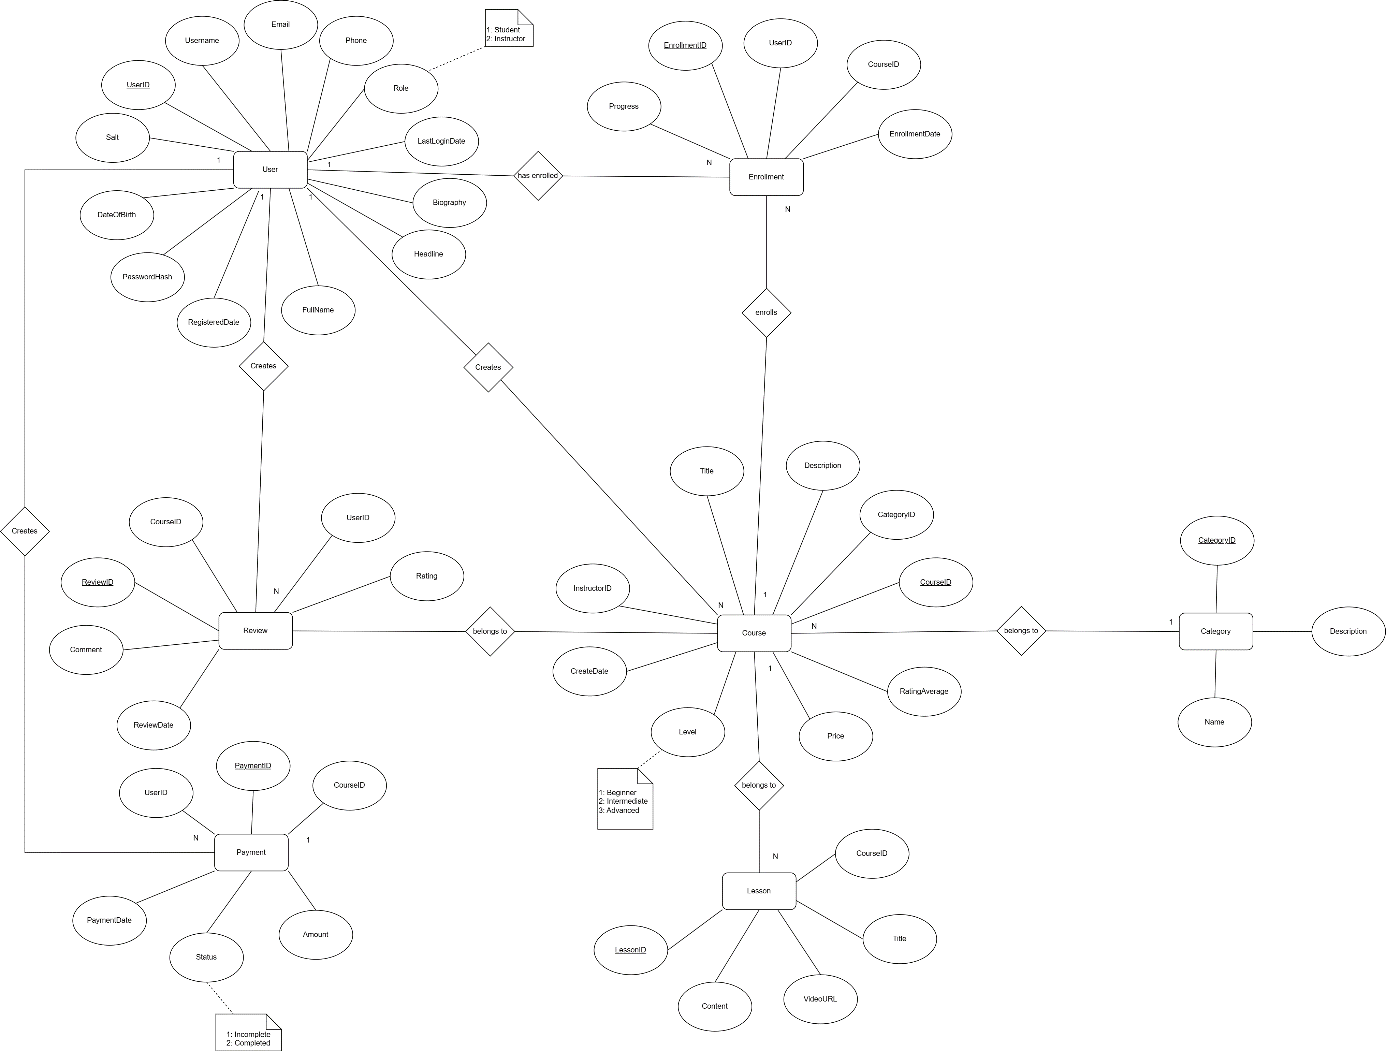 Email
1: Student
2: Instructor
Username
Phone
EnrollmentID
UserID
CourseID
UserID
Role
Progress
EnrollmentDate
Salt
LastLoginDate
1
User
1
has enrolled
N
Enrollment
1
1
N
Biography
DateOfBirth
Headline
PasswordHash
RegisteredDate
FullName
enrolls
Creates
Creates
Title
Description
CategoryID
CourseID
UserID
Creates
CategoryID
ReviewID
Rating
InstructorID
CourseID
N
N
1
Review
belongs to
Course
N
belongs to
1
Category
Description
Comment
CreateDate
1
RatingAverage
ReviewDate
Level
Price
Name
PaymentID
UserID
CourseID
belongs to
1: Beginner
2: Intermediate
3: Advanced
N
1
Payment
N
CourseID
Lesson
PaymentDate
Amount
Status
LessonID
Title
Content
VideoURL
1: Incomplete
2: Completed